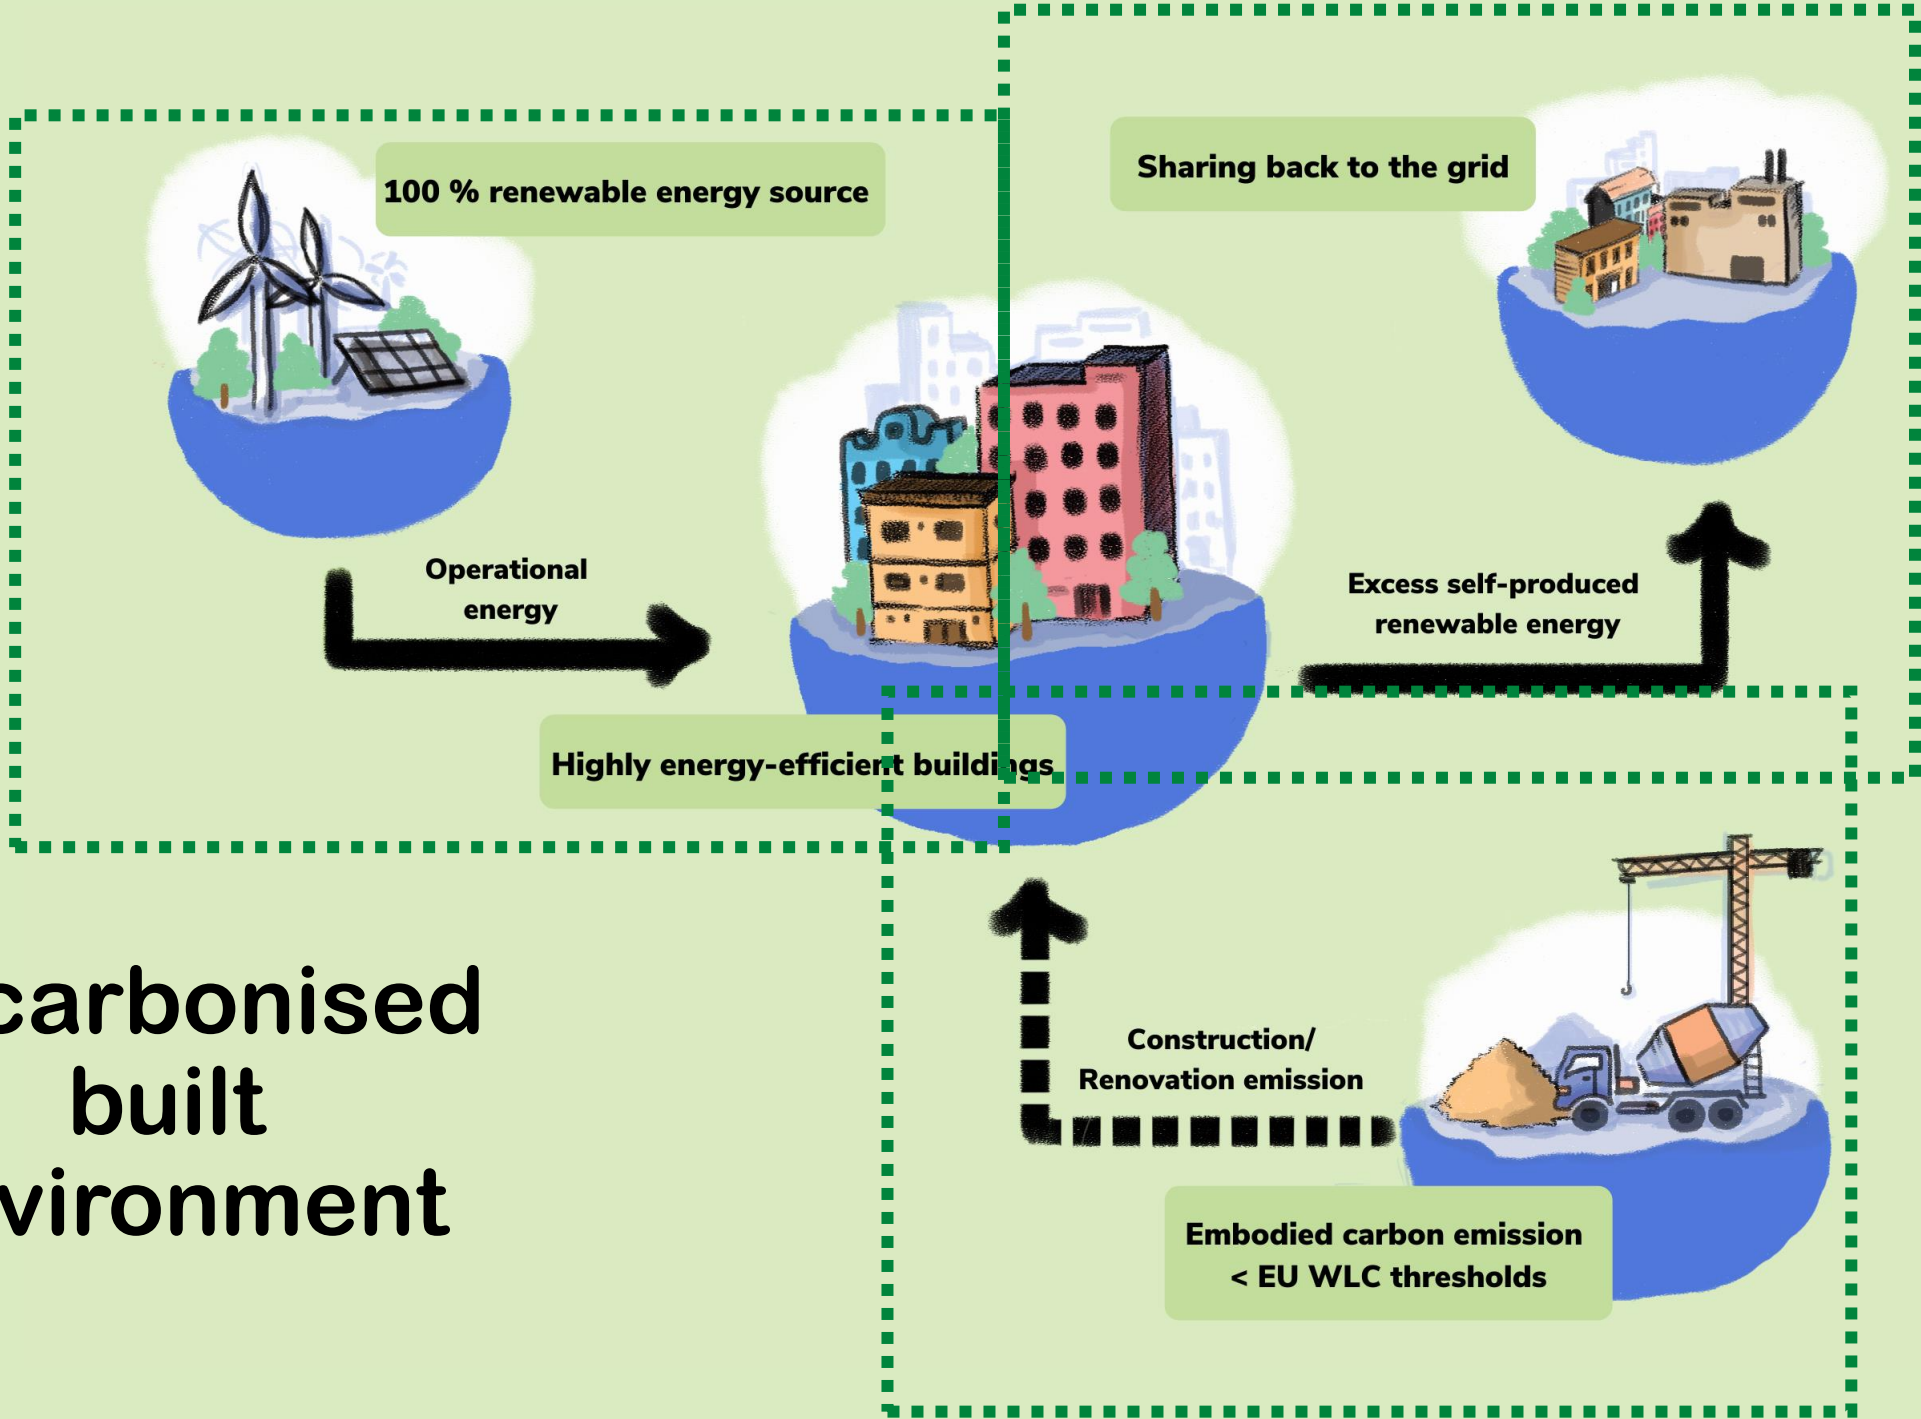 100 % renewable energy source
Sharing back to the grid
Operational
energy
Excess self-produced
renewable energy
Highly energy-efficient buildings
carbonised
built
vironment
Construction/
Renovation emission
Embodied carbon emission
< EU WLC thresholds